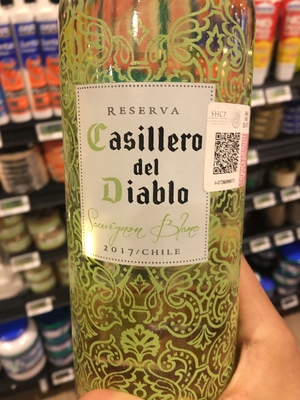 RESERVA
Casillero
del
Diablo
Sauvignon Blanc
2017/CHILE
SHCP